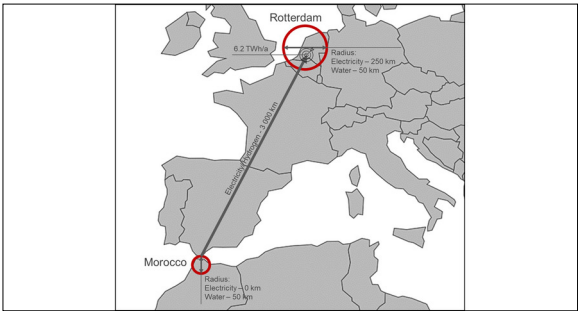 Rotterdam
6.2 TWh/a
Radius:
Electricity – 250 km
Water – 50 km
Electricity/Hydrogen - 3 000 km
Morocco
Radius:
Electricity – 0 km
Water – 50 km